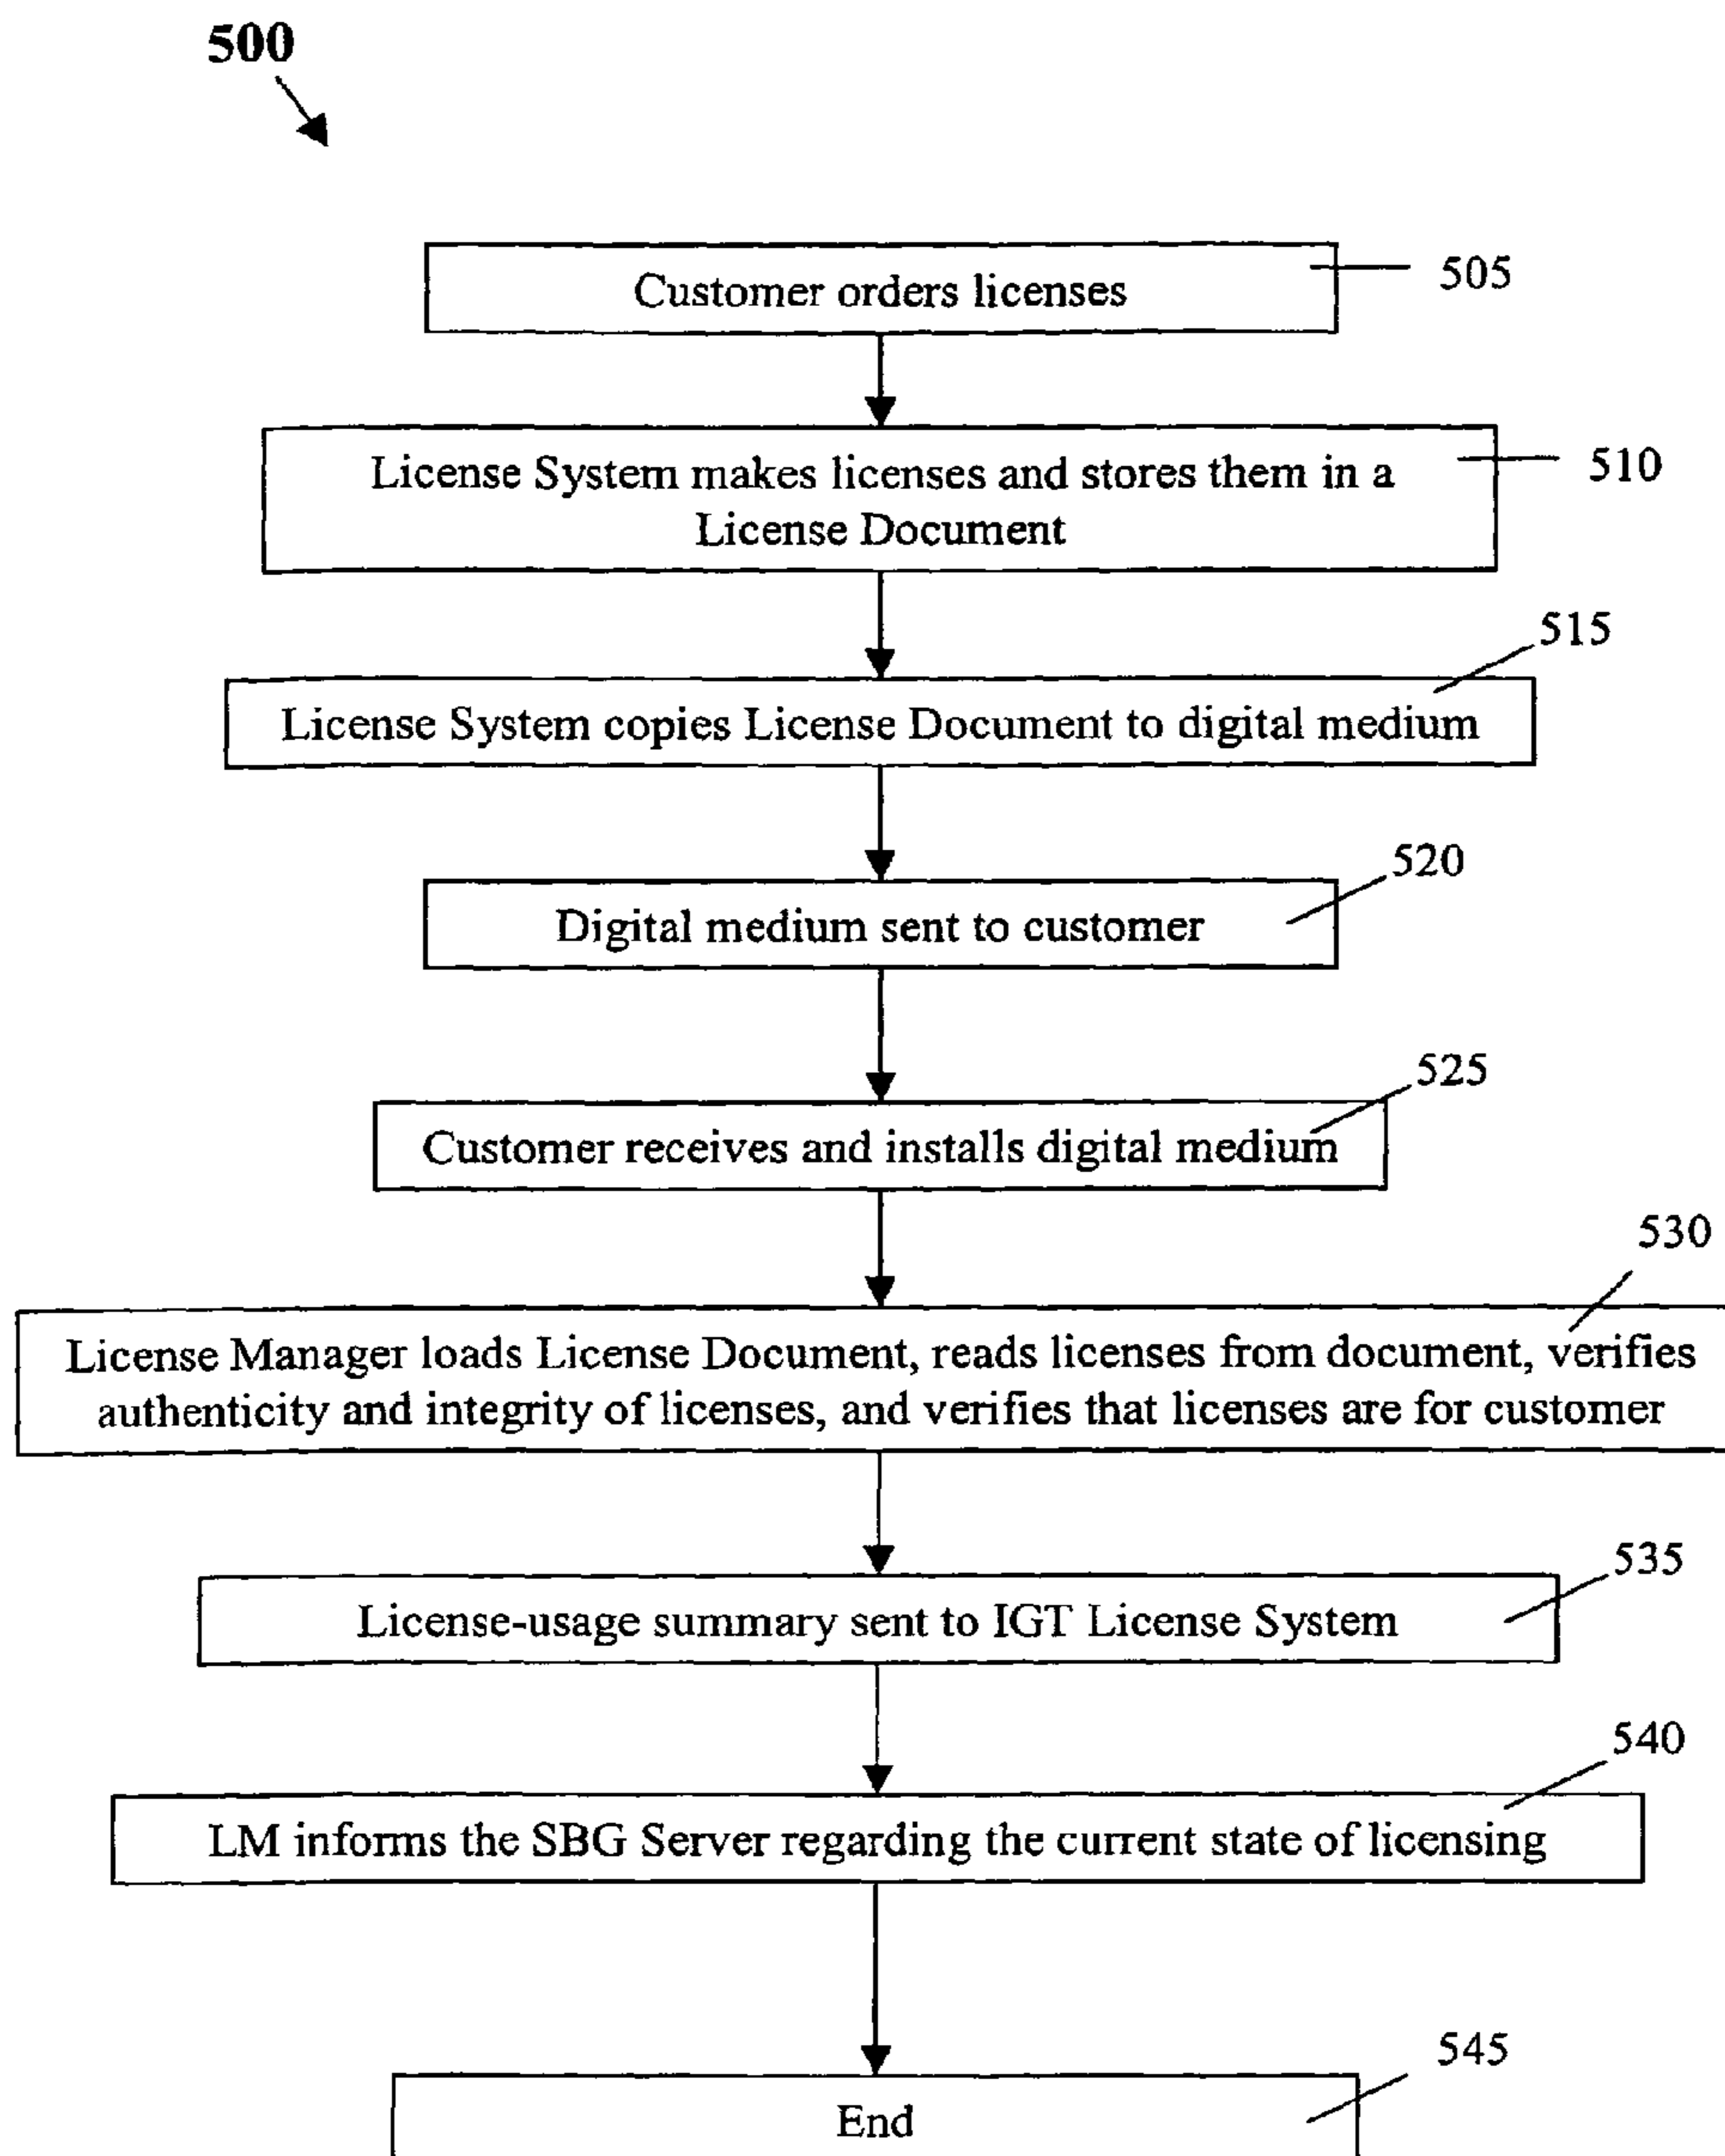 500
Customer orders licenses
505
License System makes licenses and stores them in a
License Document
510
515
License System copies License Document to digital medium
520
Digital medium sent to customer
525
Customer receives and installs digital medium
530
License Manager loads License Document, reads licenses from document, verifies
authenticity and integrity of licenses, and verifies that licenses are for customer
535
License-usage summary sent to IGT License System
540
LM informs the SBG Server regarding the current state of licensing
545
End